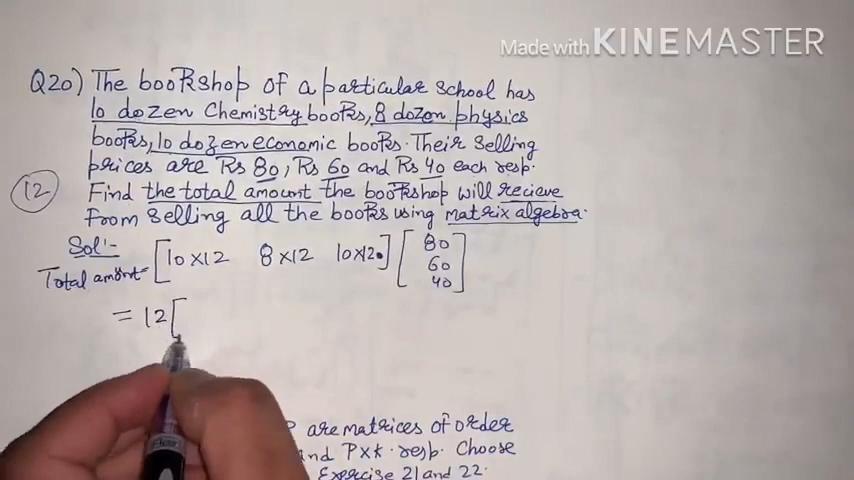 Made with KINEMASTER
Q20) The bookshop of a particular school has
10 dozen Chemistry books, 8 dozen physics
books, 10 dozen economic books. Their selling
prices are Rs 80, Rs 60 and Rs 40 each resp.
12 Find the total amount the bookshop will recieve
from selling all the books using matrix algebra.
Sol':-
Total amount = [10 x 12 8 x 12 10 x 12.] [80
60
40]
= 12 [
P are matrices of order
and P x k resp. Choose
Exercise 21 and 22.